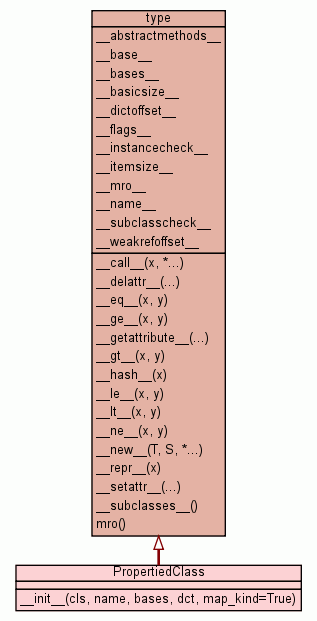 type
__abstractmethods__
__base__
__bases__
__basicsize__
__dictoffset__
__flags__
__instancecheck__
__itemsize__
__mro__
__name__
__subclasscheck__
__weakrefoffset__
__call__(x, *...)
__delattr__(...)
__eq__(x, y)
__ge__(x, y)
__getattribute__(...)
__gt__(x, y)
__hash__(x)
__le__(x, y)
__lt__(x, y)
__ne__(x, y)
__new__(T, S, *...)
__repr__(x)
__setattr__(...)
__subclasses__()
mro()
PropertiedClass
__init__(cls, name, bases, dct, map_kind=True)